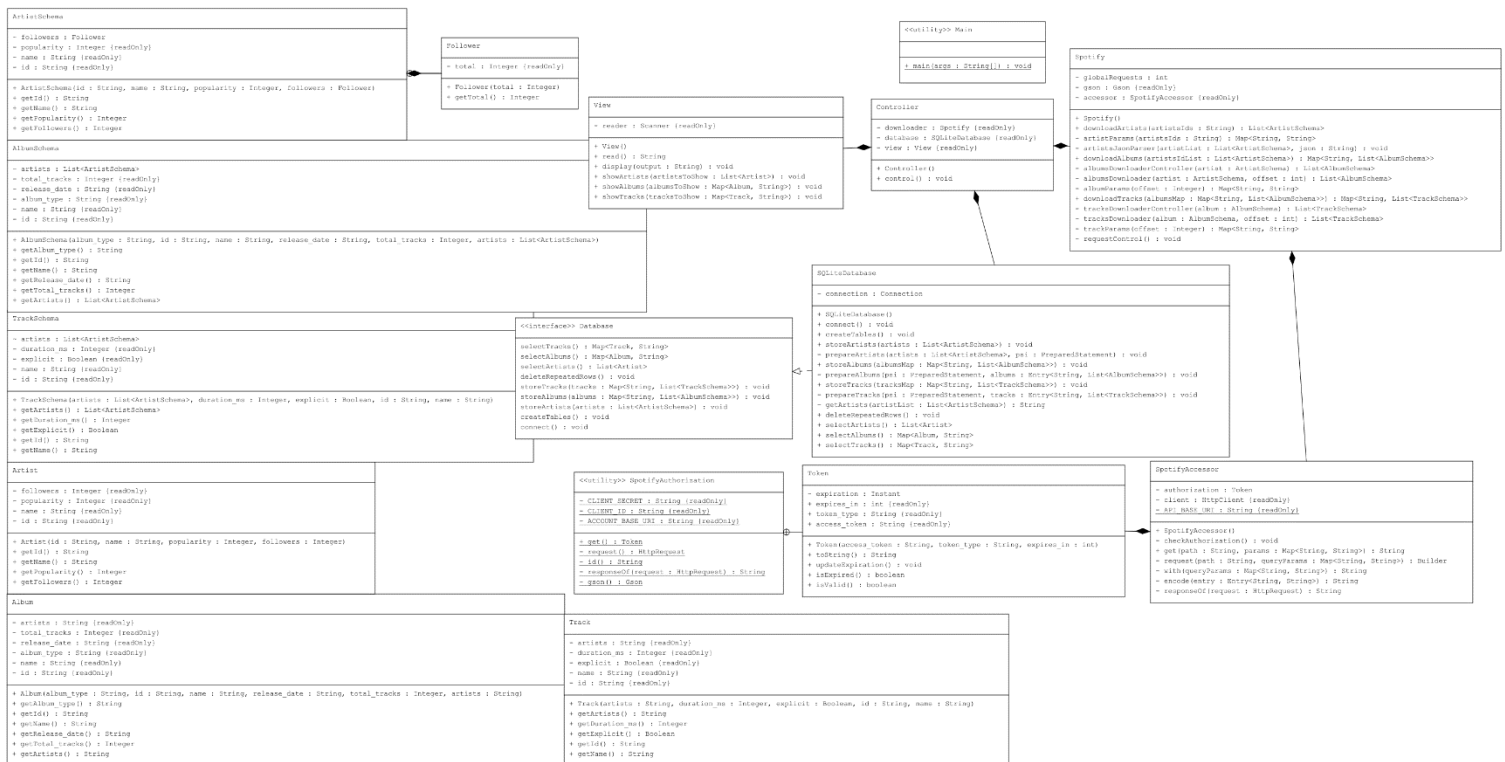 ArtistSchema
- followers : Follower
- popularity : Integer {readOnly}
- name : String {readOnly}
- id : String {readOnly}
+ ArtistSchema(id : String, name : String, popularity : Integer, followers : Follower)
+ getId() : String
+ getName() : String
+ getPopularity() : Integer
+ getFollowers() : Integer
Follower
- total : Integer {readOnly}
+ Follower(total : Integer)
+ getTotal() : Integer
<<utility>> Main
+ main(args : String[]) : void
Spotify
- globalRequests : int
- gson : Gson {readOnly}
- accessor : SpotifyAccessor {readOnly}
+ Spotify()
+ downloadArtists(artistsIds : String) : List<ArtistSchema>
- artistParams(artistsIds : String) : Map<String, String>
- artistsJsonParser(artistList : List<ArtistSchema>, json : String) : void
+ downloadAlbums(artistsIdList : List<ArtistSchema>) : Map<String, List<AlbumSchema>>
- albumsDownloaderController(artist : ArtistSchema) : List<AlbumSchema>
- albumsDownloader(artist : ArtistSchema, offset : int) : List<AlbumSchema>
- albumParams(offset : Integer) : Map<String, String>
+ downloadTracks(albumsMap : Map<String, List<AlbumSchema>>) : Map<String, List<TrackSchema>>
- tracksDownloaderController(album : AlbumSchema) : List<TrackSchema>
- tracksDownloader(album : AlbumSchema, offset : int) : List<TrackSchema>
- trackParams(offset : Integer) : Map<String, String>
- requestControl() : void
View
- reader : Scanner {readOnly}
+ View()
+ read() : String
+ display(output : String) : void
+ showArtists(artistsToShow : List<Artist>) : void
+ showAlbums(albumsToShow : Map<Album, String>) : void
+ showTracks(tracksToShow : Map<Track, String>) : void
Controller
- downloader : Spotify {readOnly}
- database : SQLiteDatabase {readOnly}
- view : View {readOnly}
+ Controller()
+ control() : void
AlbumSchema
- artists : List<ArtistSchema>
- total_tracks : Integer {readOnly}
- release_date : String {readOnly}
- album_type : String {readOnly}
- name : String {readOnly}
- id : String {readOnly}
+ AlbumSchema(album_type : String, id : String, name : String, release_date : String, total_tracks : Integer, artists : List<ArtistSchema>)
+ getAlbum_type() : String
+ getId() : String
+ getName() : String
+ getRelease_date() : String
+ getTotal_tracks() : Integer
+ getArtists() : List<ArtistSchema>
SQLiteDatabase
- connection : Connection
+ SQLiteDatabase()
+ connect() : void
+ createTables() : void
+ storeArtists(artists : List<ArtistSchema>) : void
- prepareArtists(artists : List<ArtistSchema>, psi : PreparedStatement) : void
+ storeAlbums(albumsMap : Map<String, List<AlbumSchema>>) : void
- prepareAlbums(psi : PreparedStatement, albums : Entry<String, List<AlbumSchema>>) : void
+ storeTracks(tracksMap : Map<String, List<TrackSchema>>) : void
- prepareTracks(psi : PreparedStatement, tracks : Entry<String, List<TrackSchema>>) : void
- getArtists(artistList : List<ArtistSchema>) : String
+ deleteRepeatedRows() : void
+ selectArtists() : List<Artist>
+ selectAlbums() : Map<Album, String>
+ selectTracks() : Map<Track, String>
TrackSchema
- artists : List<ArtistSchema>
- duration_ms : Integer {readOnly}
- explicit : Boolean {readOnly}
- name : String {readOnly}
- id : String {readOnly}
+ TrackSchema(artists : List<ArtistSchema>, duration_ms : Integer, explicit : Boolean, id : String, name : String)
+ getArtists() : List<ArtistSchema>
+ getDuration_ms() : Integer
+ getExplicit() : Boolean
+ getId() : String
+ getName() : String
<<interface>> Database
selectTracks() : Map<Track, String>
selectAlbums() : Map<Album, String>
selectArtists() : List<Artist>
deleteRepeatedRows() : void
storeTracks(tracks : Map<String, List<TrackSchema>>) : void
storeAlbums(albums : Map<String, List<AlbumSchema>>) : void
storeArtists(artists : List<ArtistSchema>) : void
createTables() : void
connect() : void
Artist
- followers : Integer {readOnly}
- popularity : Integer {readOnly}
- name : String {readOnly}
- id : String {readOnly}
+ Artist(id : String, name : String, popularity : Integer, followers : Integer)
+ getId() : String
+ getName() : String
+ getPopularity() : Integer
+ getFollowers() : Integer
<<utility>> SpotifyAuthorization
- CLIENT_SECRET : String {readOnly}
- CLIENT_ID : String {readOnly}
- ACCOUNT_BASE_URI : String {readOnly}
+ get() : Token
- request() : HttpRequest
- id() : String
- responseOf(request : HttpRequest) : String
- gson() : Gson
Token
- expiration : Instant
+ expires_in : int {readOnly}
+ token_type : String {readOnly}
+ access_token : String {readOnly}
+ Token(access_token : String, token_type : String, expires_in : int)
+ toString() : String
+ updateExpiration() : void
+ isExpired() : boolean
+ isValid() : boolean
SpotifyAccessor
- authorization : Token
- client : HttpClient {readOnly}
- API_BASE_URI : String {readOnly}
+ SpotifyAccessor()
- checkAuthorization() : void
+ get(path : String, params : Map<String, String>) : String
- request(path : String, queryParams : Map<String, String>) : Builder
- with(queryParams : Map<String, String>) : String
- encode(entry : Entry<String, String>) : String
- responseOf(request : HttpRequest) : String
Album
- artists : String {readOnly}
- total_tracks : Integer {readOnly}
- release_date : String {readOnly}
- album_type : String {readOnly}
- name : String {readOnly}
- id : String {readOnly}
+ Album(album_type : String, id : String, name : String, release_date : String, total_tracks : Integer, artists : String)
+ getAlbum_type() : String
+ getId() : String
+ getName() : String
+ getRelease_date() : String
+ getTotal_tracks() : Integer
+ getArtists() : String
Track
- artists : String {readOnly}
- duration_ms : Integer {readOnly}
- explicit : Boolean {readOnly}
- name : String {readOnly}
- id : String {readOnly}
+ Track(artists : String, duration_ms : Integer, explicit : Boolean, id : String, name : String)
+ getArtists() : String
+ getDuration_ms() : Integer
+ getExplicit() : Boolean
+ getId() : String
+ getName() : String